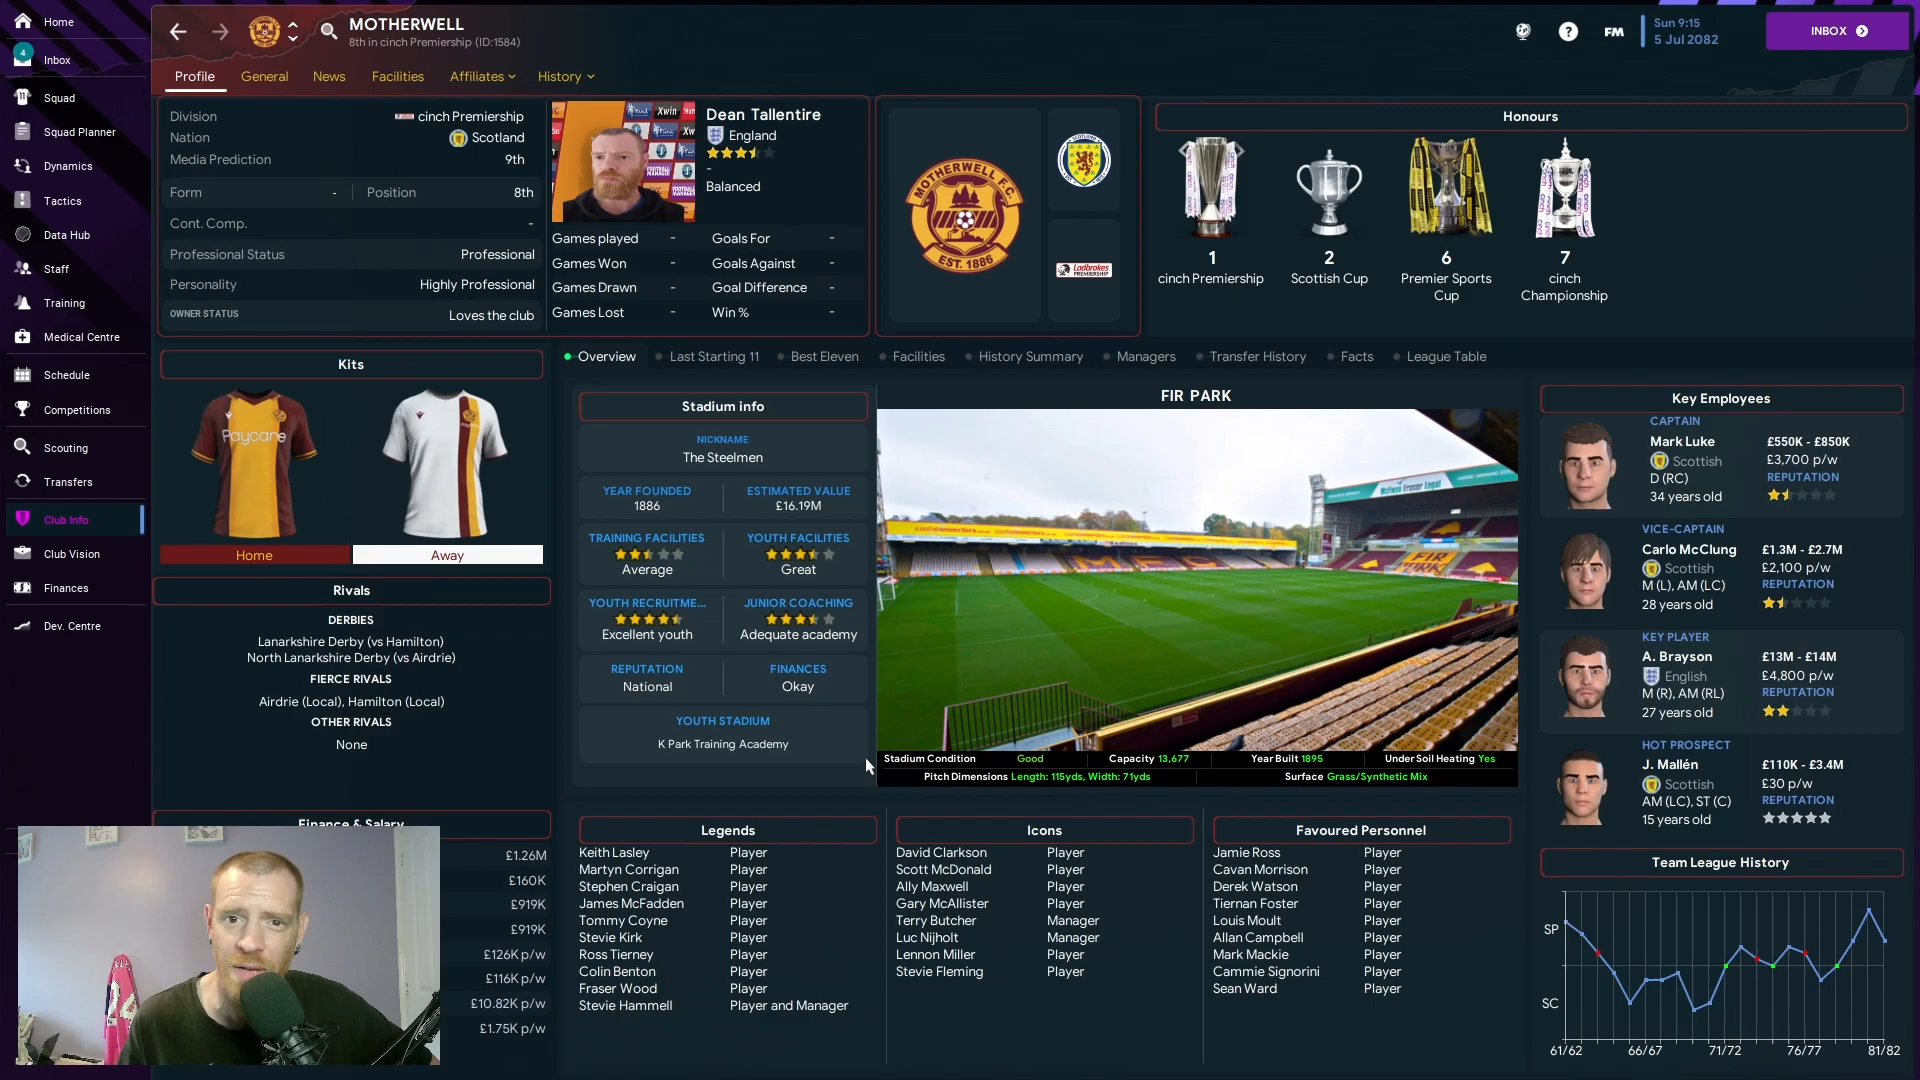 Home
4
Inbox
Squad
Squad Planner
Dynamics
Tactics
Data Hub
Staff
Training
Medical Centre
Schedule
Competitions
Scouting
Transfers
Club Info
Club Vision
Finances
Dev. Centre
MOTHERWELL
8th in cinch Premiership (ID:1584)
?
FM
Sun 9:15
5 Jul 2082
INBOX
Profile
General
News
Facilities
Affiliates
History
Division cinch Premiership
Nation Scotland
Media Prediction 9th
Form - Position 8th
Cont. Comp. -
Professional Status Professional
Personality Highly Professional
OWNER STATUS Loves the club
Dean Tallentire
England
-
Balanced
Games played - Goals For -
Games Won - Goals Against -
Games Drawn - Goal Difference -
Games Lost - Win % -
MOTHERWELL F.C.
EST. 1886
SCOTLAND
Ladbrokes
PREMIERSHIP
Honours
1
cinch Premiership
2
Scottish Cup
6
Premier Sports
Cup
7
cinch
Championship
Kits
Paycare
Home
Away
Rivals
DERBIES
Lanarkshire Derby (vs Hamilton)
North Lanarkshire Derby (vs Airdrie)
FIERCE RIVALS
Airdrie (Local), Hamilton (Local)
OTHER RIVALS
None
Finance & Salary
£1.26M
£160K
£919K
£919K
£126K p/w
£116K p/w
£10.82K p/w
£1.75K p/w
Overview
Last Starting 11
Best Eleven
Facilities
History Summary
Managers
Transfer History
Facts
League Table
Stadium info
NICKNAME
The Steelmen
YEAR FOUNDED ESTIMATED VALUE
1886 £16.19M
TRAINING FACILITIES YOUTH FACILITIES
Average Great
YOUTH RECRUITME... JUNIOR COACHING
Excellent youth Adequate academy
REPUTATION FINANCES
National Okay
YOUTH STADIUM
K Park Training Academy
FIR PARK
FIR
PARK
Stadium Condition Good Capacity 13,677 Year Built 1895 Under Soil Heating Yes
Pitch Dimensions Length: 115yds, Width: 71yds Surface Grass/Synthetic Mix
Key Employees
CAPTAIN
Mark Luke £550K - £850K
Scottish £3,700 p/w
D (RC) REPUTATION
34 years old
VICE-CAPTAIN
Carlo McClung £1.3M - £2.7M
Scottish £2,100 p/w
M (L), AM (LC) REPUTATION
28 years old
KEY PLAYER
A. Brayson £13M - £14M
English £4,800 p/w
M (R), AM (RL) REPUTATION
27 years old
HOT PROSPECT
J. Mallén £110K - £3.4M
Scottish £30 p/w
AM (LC), ST (C) REPUTATION
15 years old
Legends
Keith Lasley Player
Martyn Corrigan Player
Stephen Craigan Player
James McFadden Player
Tommy Coyne Player
Stevie Kirk Player
Ross Tierney Player
Colin Benton Player
Fraser Wood Player
Stevie Hammell Player and Manager
Icons
David Clarkson Player
Scott McDonald Player
Ally Maxwell Player
Gary McAllister Player
Terry Butcher Manager
Luc Nijholt Manager
Lennon Miller Player
Stevie Fleming Player
Favoured Personnel
Jamie Ross Player
Cavan Morrison Player
Derek Watson Player
Tiernan Foster Player
Louis Moult Player
Allan Campbell Player
Mark Mackie Player
Cammie Signorini Player
Sean Ward Player
Team League History
SP
SC
61/62 66/67 71/72 76/77 81/82